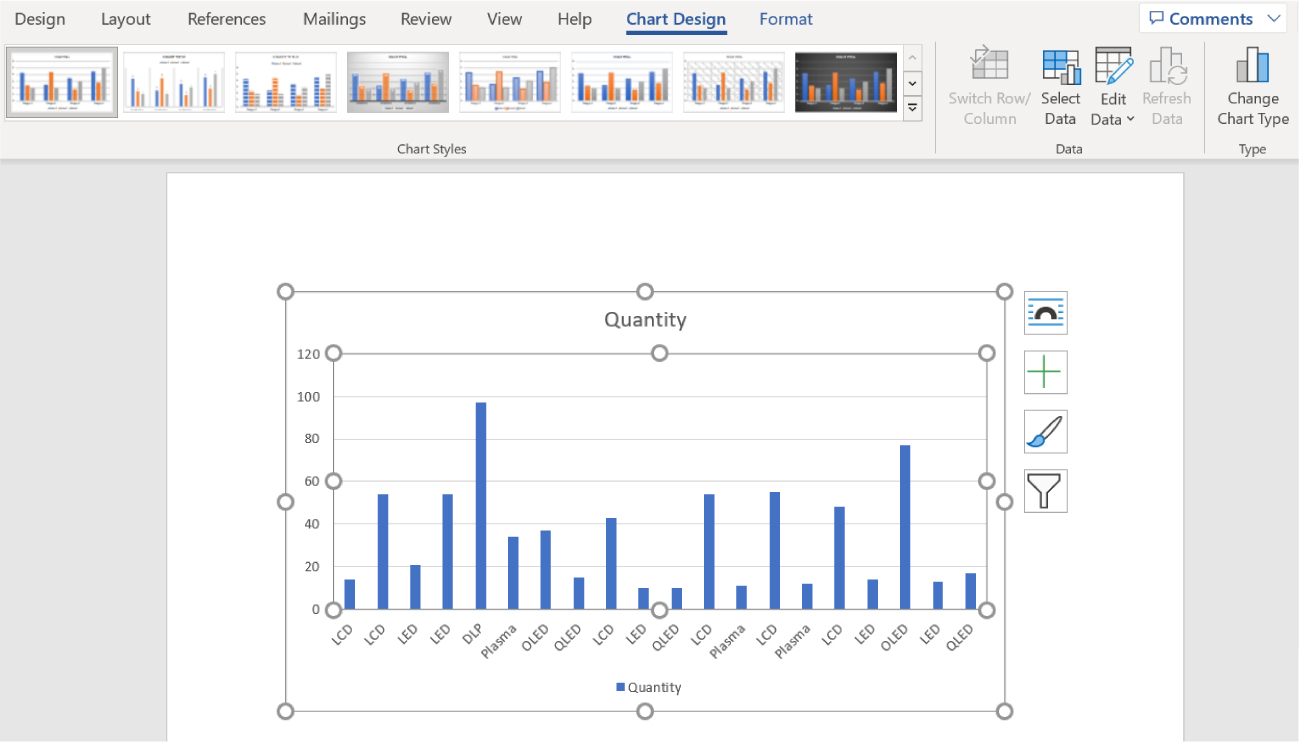 Design Layout References Mailings Review View Help Chart Design Format Comments
Switch Row/ Column
Select Data
Edit Data
Refresh Data
Change Chart Type
Chart Styles Data Type
Quantity
120
100
80
60
40
20
0
LCD LCD LED LED DLP Plasma OLED QLED LCD LED QLED LCD Plasma LCD Plasma LCD LED OLED LED QLED
Quantity